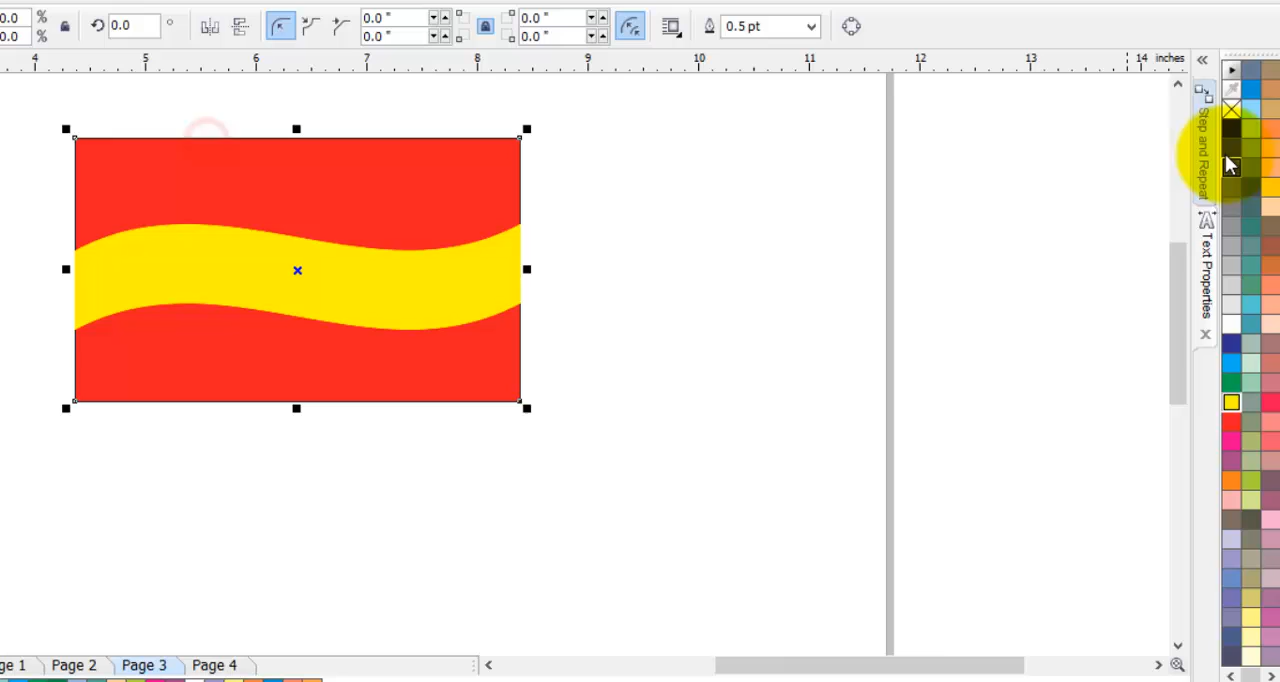 0.0 % 0.0 ° 0.0 ° 0.0 ° 0.5 pt
0.0 % 0.0 ° 0.0 °
4 5 6 7 8 9 10 11 12 13 14 inches
Step and Repeat
Text Properties
ge 1 Page 2 Page 3 Page 4